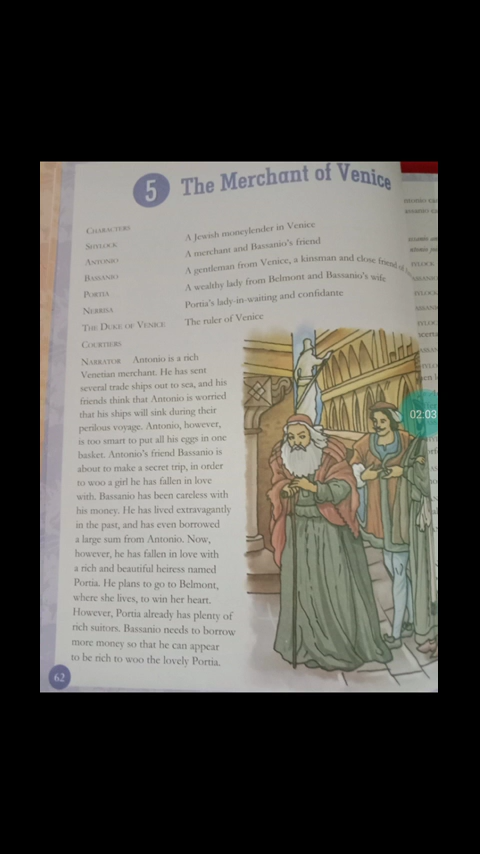 5 The Merchant of Venice
CHARACTERS
SHYLOCK A Jewish moneylender in Venice
ANTONIO A merchant and Bassanio's friend
BASSANIO A gentleman from Venice, a kinsman and close friend of
PORTIA A wealthy lady from Belmont and Bassanio's wife
NERRISA Portia's lady-in-waiting and confidante
THE DUKE OF VENICE The ruler of Venice
COURTIERS
NARRATOR Antonio is a rich
Venetian merchant. He has sent
several trade ships out to sea, and his
friends think that Antonio is worried
that his ships will sink during their
perilous voyage. Antonio, however,
is too smart to put all his eggs in one
basket. Antonio's friend Bassanio is
about to make a secret trip, in order
to woo a girl he has fallen in love
with. Bassanio has been careless with
his money. He has lived extravagantly
in the past, and has even borrowed
a large sum from Antonio. Now,
however, he has fallen in love with
a rich and beautiful heiress named
Portia. He plans to go to Belmont,
where she lives, to win her heart.
However, Portia already has plenty of
rich suitors. Bassanio needs to borrow
more money so that he can appear
to be rich to woo the lovely Portia.
62
02:03